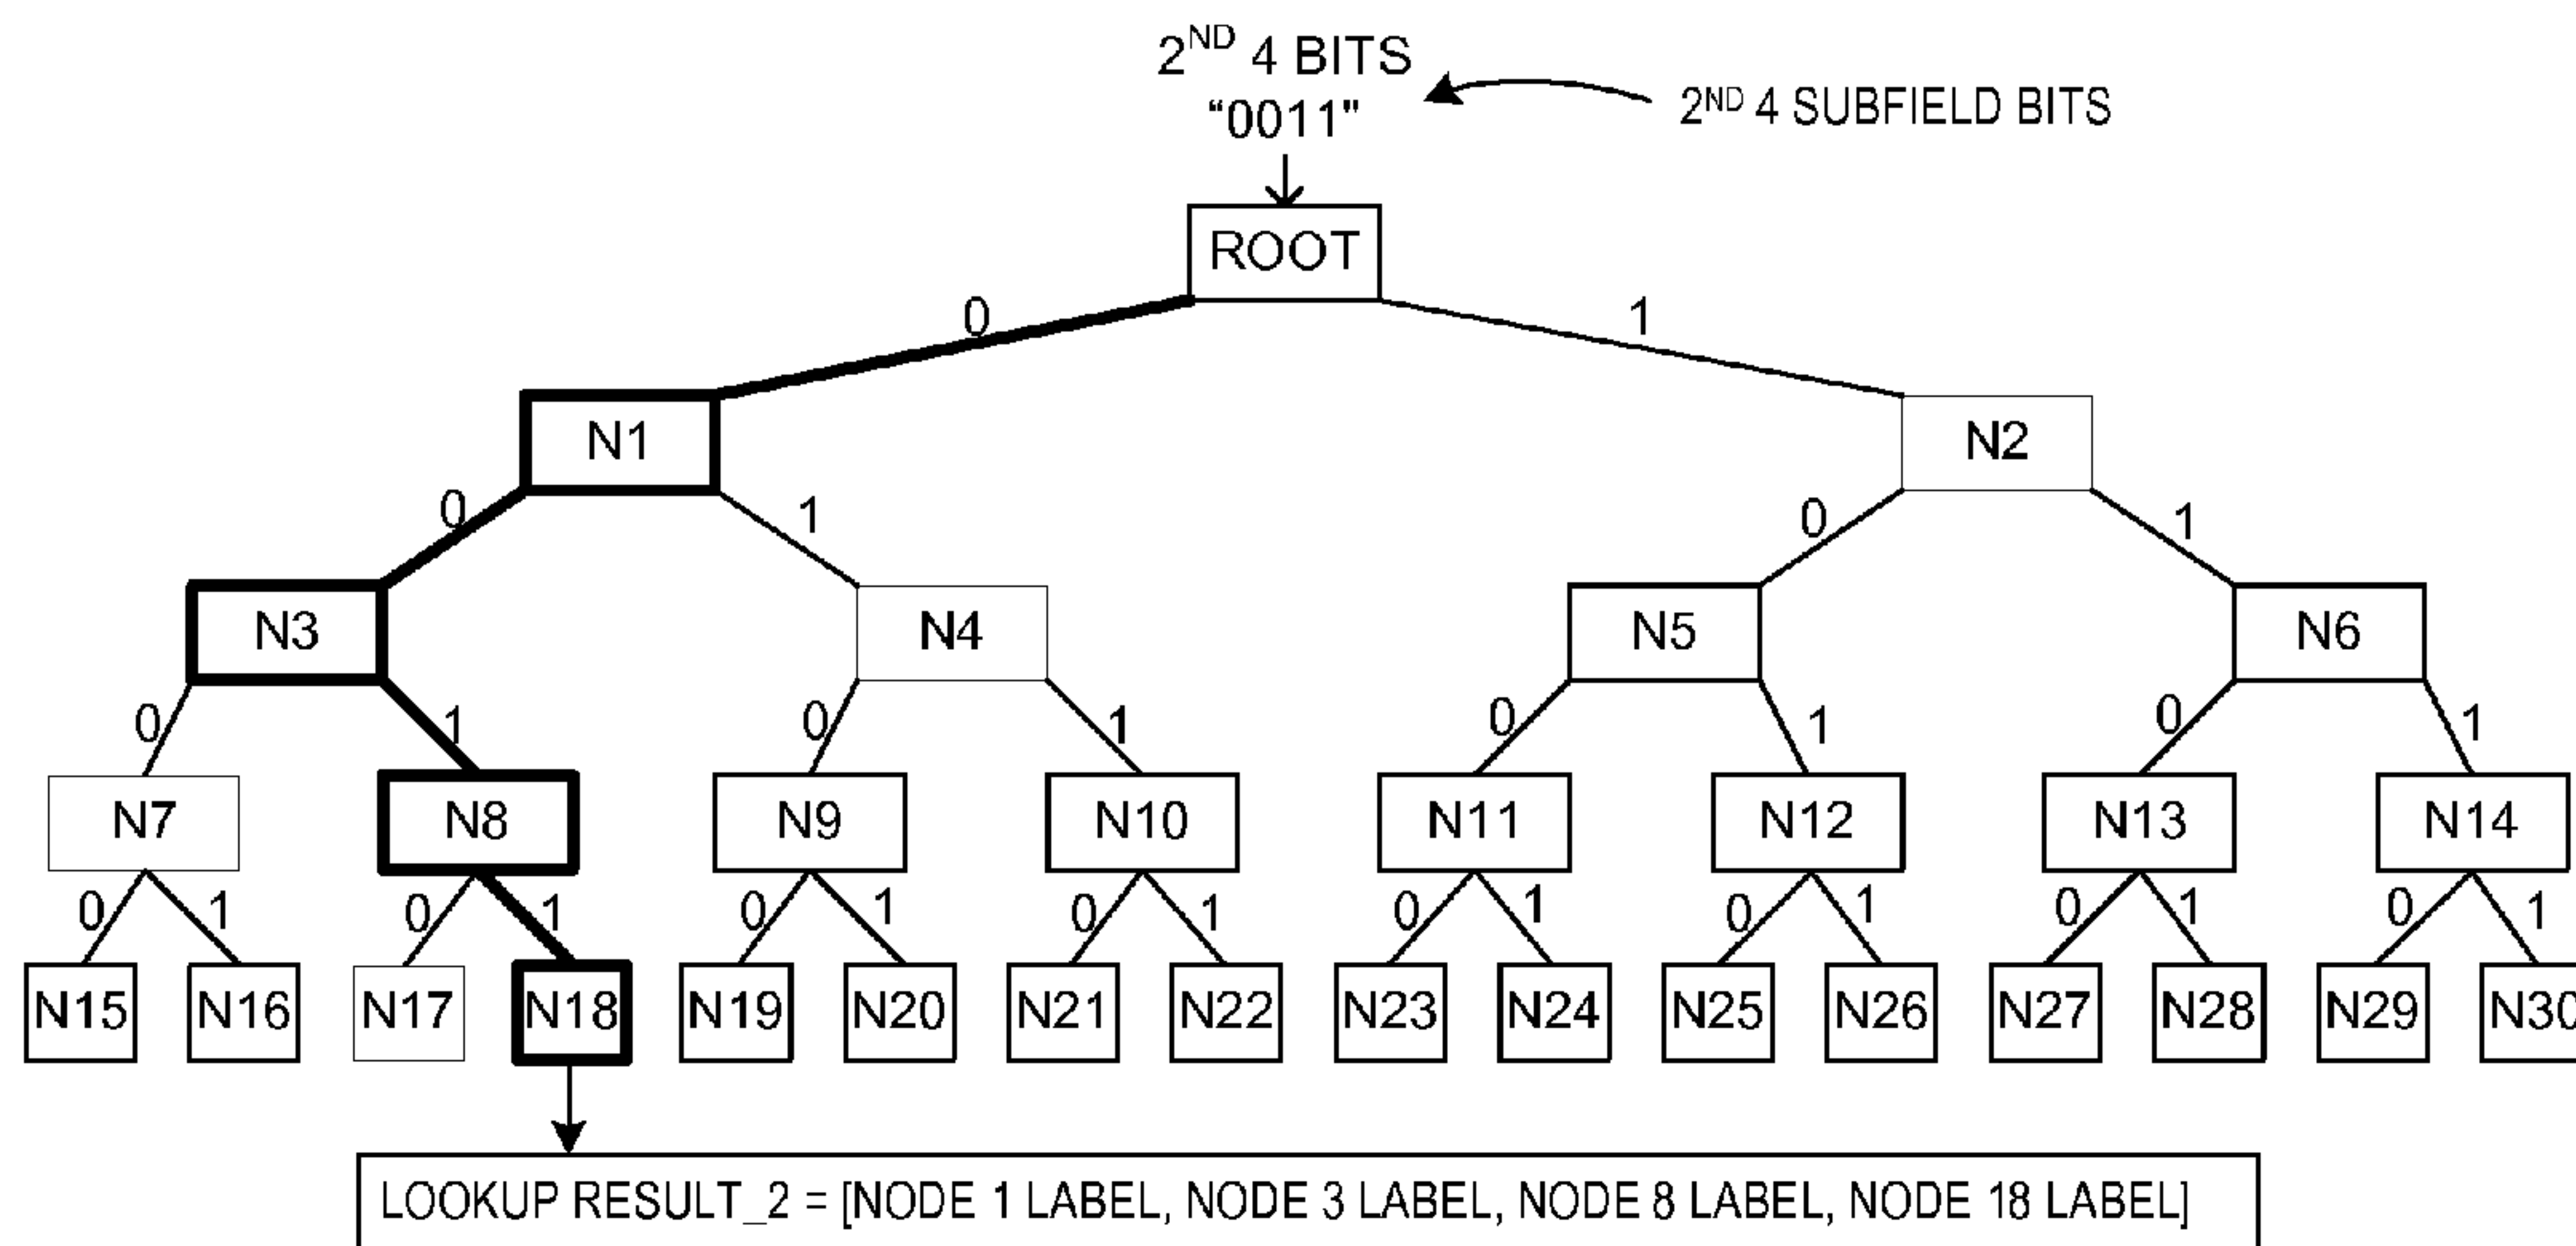 2ND 4 BITS
“0011"
2ND 4 SUBFIELD BITS
ROOT
0 1
N1 N2
0 1 0 1
N3 N4 N5 N6
0 1 0 1 0 1 0 1
N7 N8 N9 N10 N11 N12 N13 N14
0 1 0 1 0 1 0 1 0 1 0 1 0 1 0 1
N15 N16 N17 N18 N19 N20 N21 N22 N23 N24 N25 N26 N27 N28 N29 N30
LOOKUP RESULT_2 = [NODE 1 LABEL, NODE 3 LABEL, NODE 8 LABEL, NODE 18 LABEL]